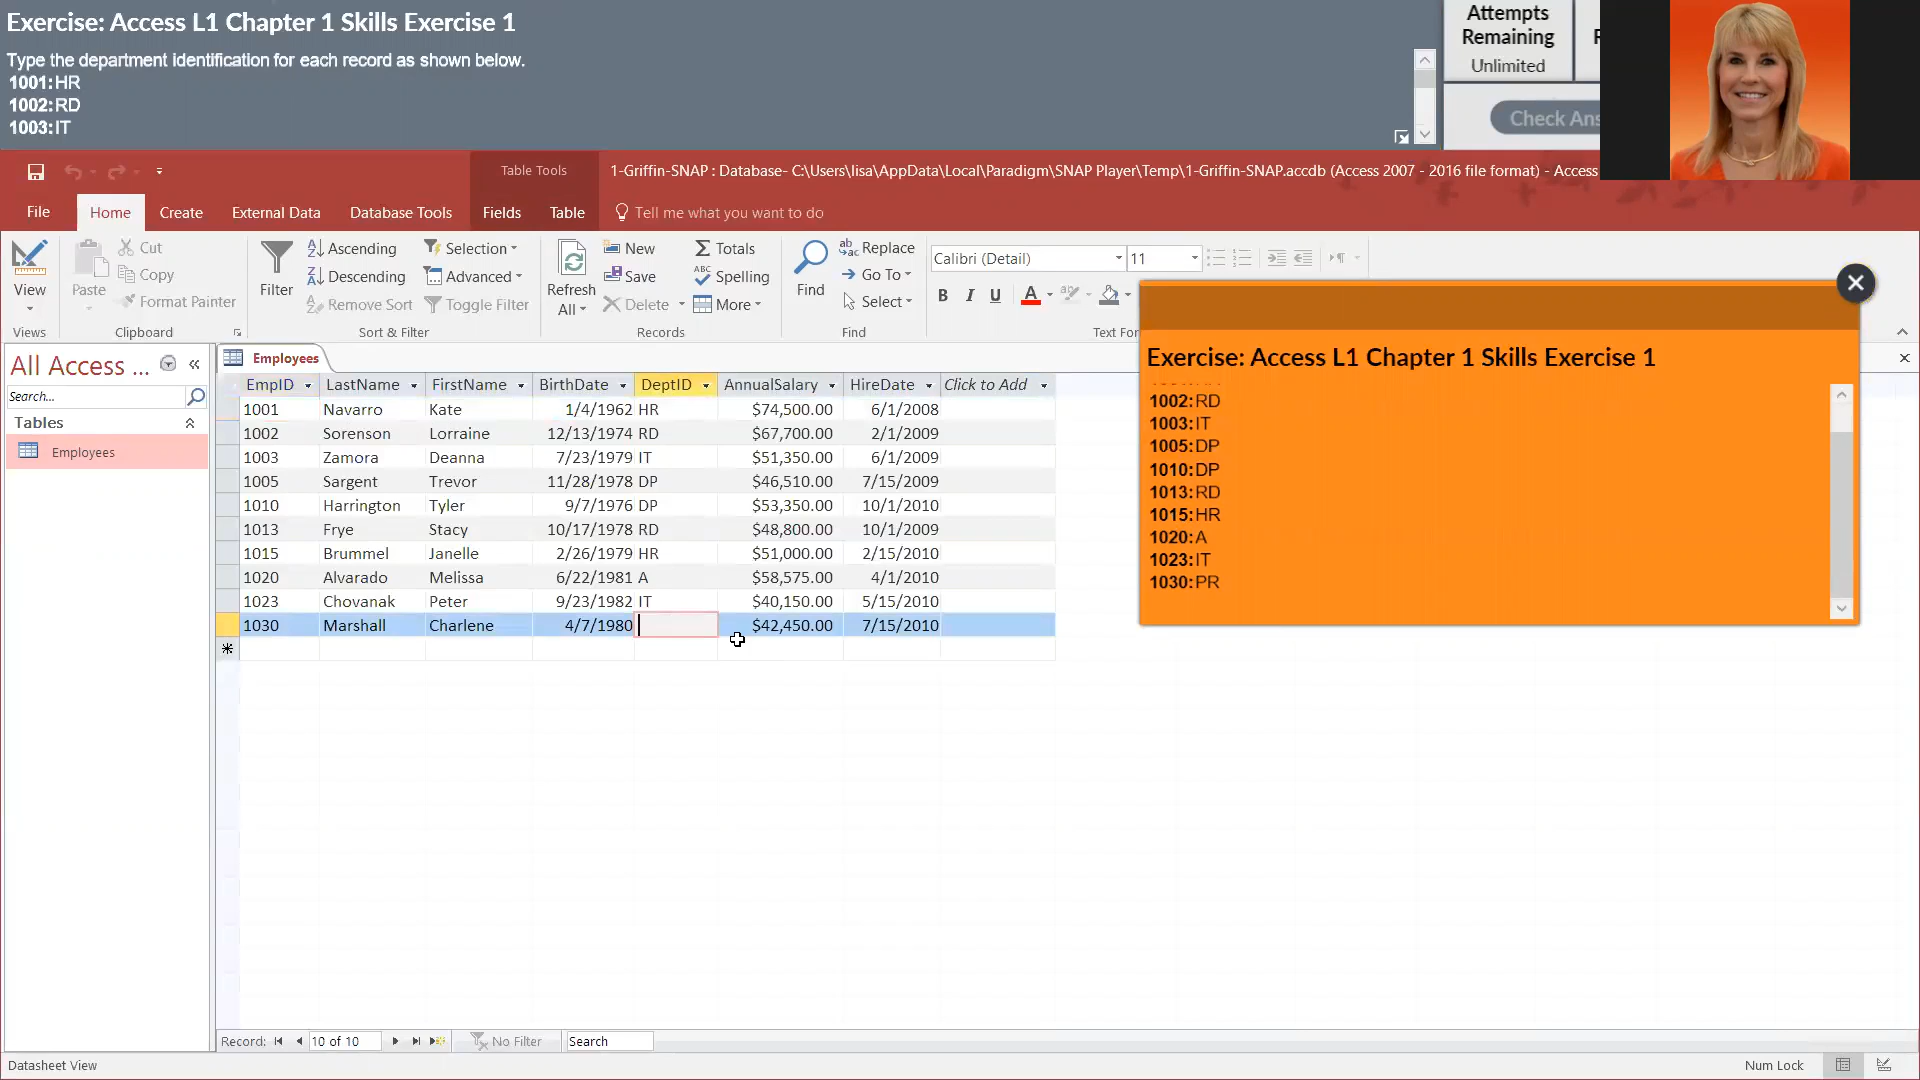 Exercise: Access L1 Chapter 1 Skills Exercise 1
Type the department identification for each record as shown below.
1001: HR
1002: RD
1003: IT
Attempts
Remaining
Unlimited
Check Ans
Table Tools
1-Griffin-SNAP : Database- C:\Users\lisa\AppData\Local\Paradigm\SNAP Player\Temp\1-Griffin-SNAP.accdb (Access 2007 - 2016 file format) - Access
File Home Create External Data Database Tools Fields Table Tell me what you want to do
View
Views
Paste
Cut
Copy
Format Painter
Clipboard
Filter
Ascending
Descending
Remove Sort
Selection
Advanced
Toggle Filter
Sort & Filter
Refresh
All
New
Save
Delete
Totals
Spelling
More
Records
Find
Replace
Go To
Select
Find
Calibri (Detail) 11
B I U A
Text For
All Access ...
Search...
Tables
Employees
Employees
EmpID LastName FirstName BirthDate DeptID AnnualSalary HireDate Click to Add
1001 Navarro Kate 1/4/1962 HR $74,500.00 6/1/2008
1002 Sorenson Lorraine 12/13/1974 RD $67,700.00 2/1/2009
1003 Zamora Deanna 7/23/1979 IT $51,350.00 6/1/2009
1005 Sargent Trevor 11/28/1978 DP $46,510.00 7/15/2009
1010 Harrington Tyler 9/7/1976 DP $53,350.00 10/1/2010
1013 Frye Stacy 10/17/1978 RD $48,800.00 10/1/2009
1015 Brummel Janelle 2/26/1979 HR $51,000.00 2/15/2010
1020 Alvarado Melissa 6/22/1981 A $58,575.00 4/1/2010
1023 Chovanak Peter 9/23/1982 IT $40,150.00 5/15/2010
1030 Marshall Charlene 4/7/1980 $42,450.00 7/15/2010
Exercise: Access L1 Chapter 1 Skills Exercise 1
1002: RD
1003: IT
1005: DP
1010: DP
1013: RD
1015: HR
1020: A
1023: IT
1030: PR
Record: 10 of 10 No Filter Search
Datasheet View Num Lock